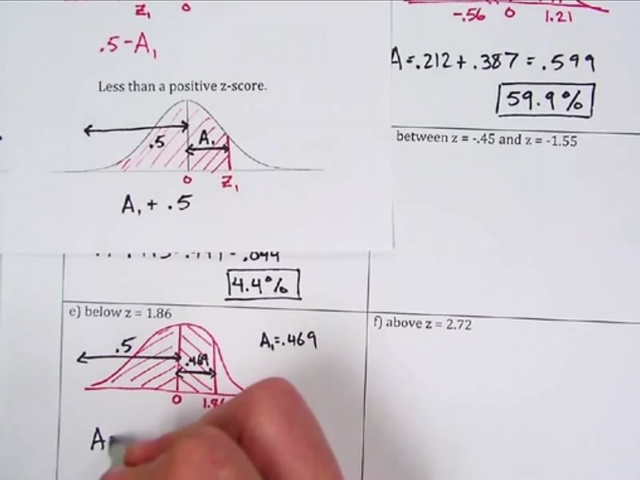 Z₁ 0
.5-A₁
Less than a positive z-score.
.5
A₁
0 Z₁
A₁ + .5
-.56 0 1.21
A=.212+.387=.599
59.9%
between z = -.45 and z = -1.55
.044
4.4%
e) below z = 1.86
.5
.469
A₁=.469
0
A
f) above z = 2.72